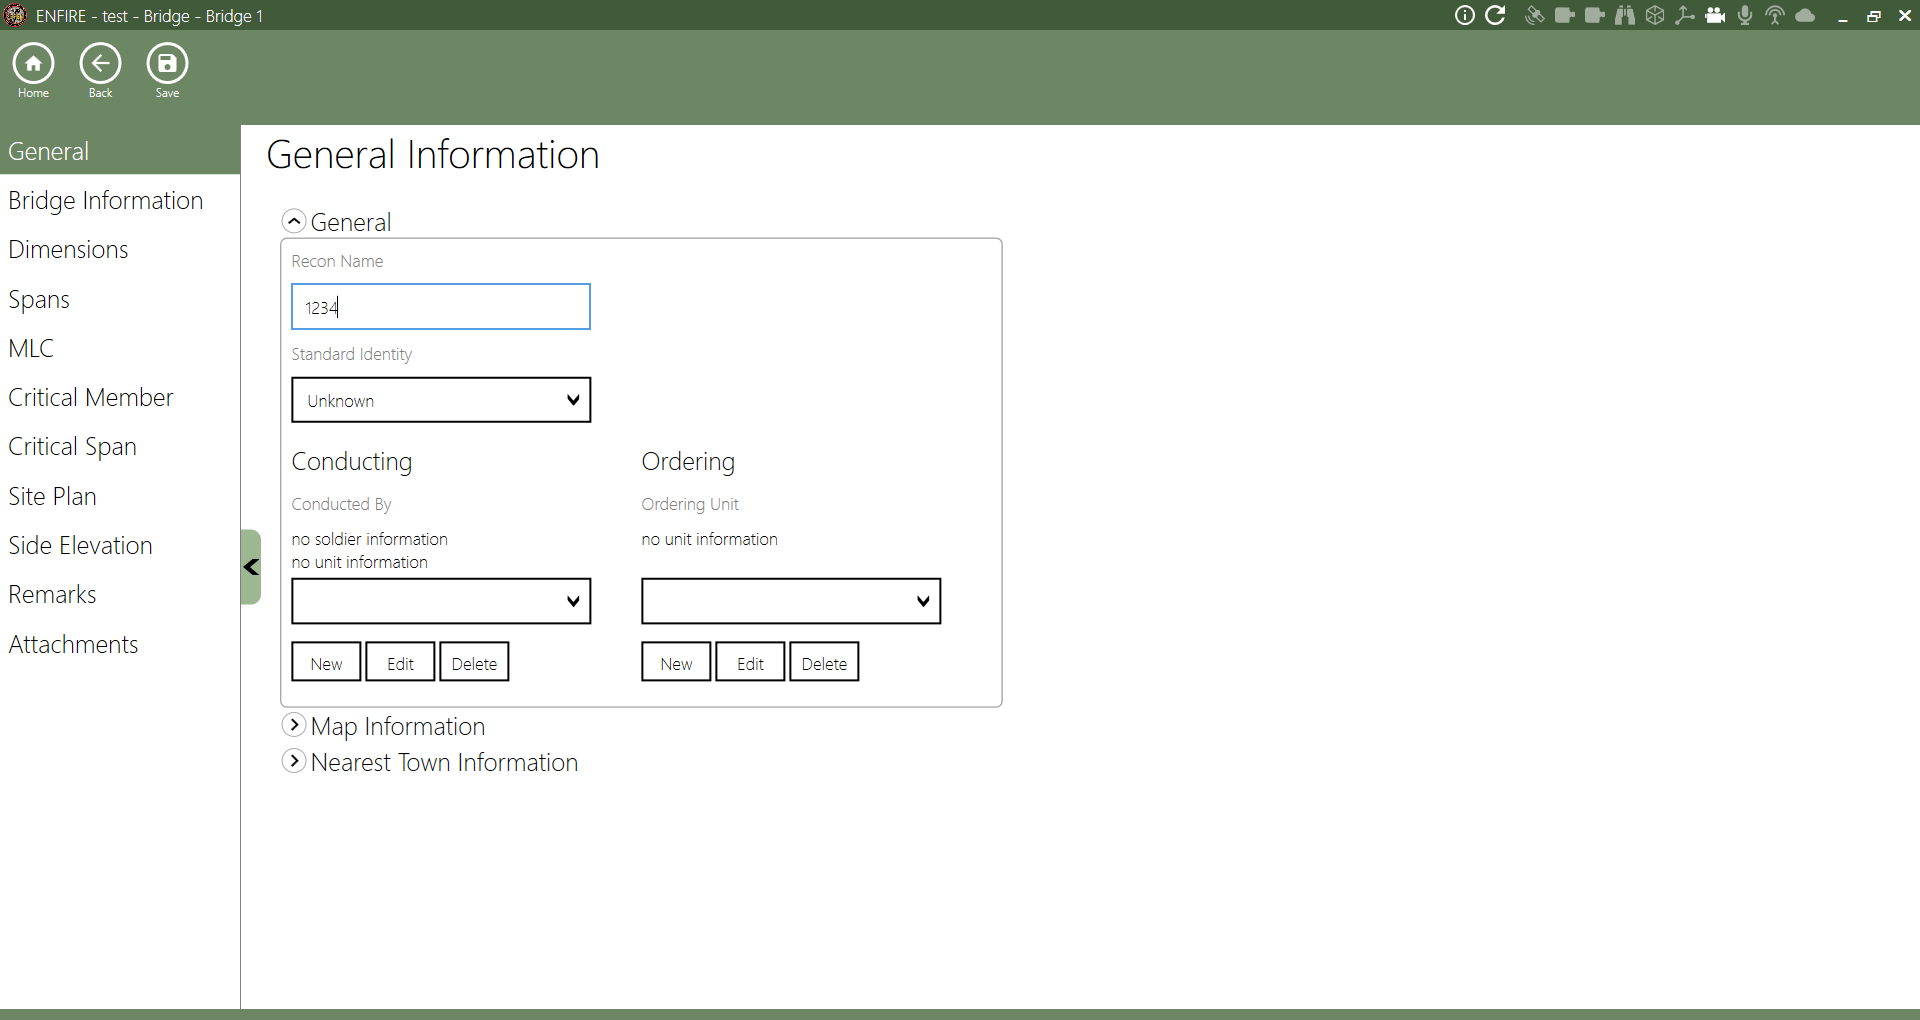 ENFIRE - test - Bridge - Bridge 1
Home
Back
Save
General
Bridge Information
Dimensions
Spans
MLC
Critical Member
Critical Span
Site Plan
Side Elevation
Remarks
Attachments
General Information
General
Recon Name
1234
Standard Identity
Unknown
Conducting
Conducted By
no soldier information
no unit information
New
Edit
Delete
Ordering
Ordering Unit
no unit information
New
Edit
Delete
Map Information
Nearest Town Information